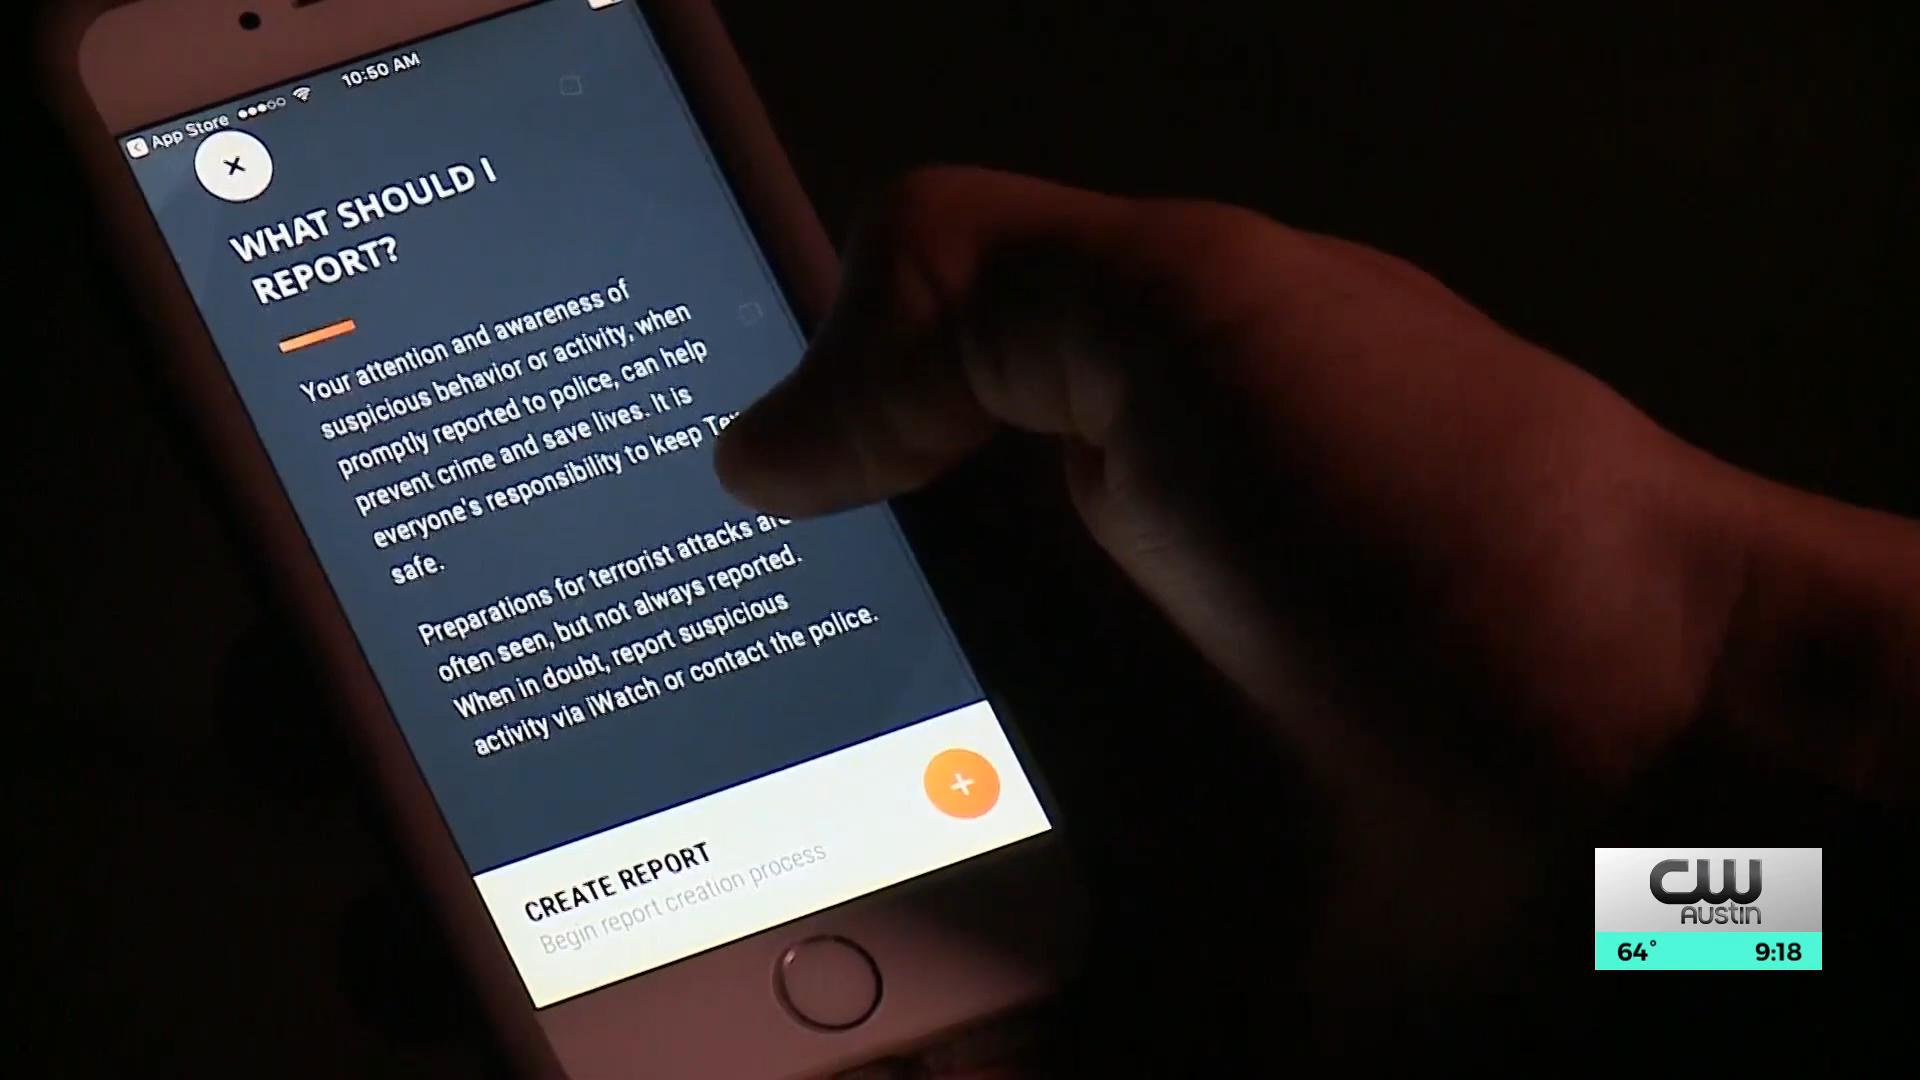 App Store
10:50 AM
WHAT SHOULD I
REPORT?
Your attention and awareness of
suspicious behavior or activity, when
promptly reported to police, can help
prevent crime and save lives. It is
everyone's responsibility to keep
safe.
Preparations for terrorist attacks are
often seen, but not always reported.
When in doubt, report suspicious
activity via iWatch or contact the police.
CREATE REPORT
Begin report creation process
CW
AUSTIN
64° 9:18